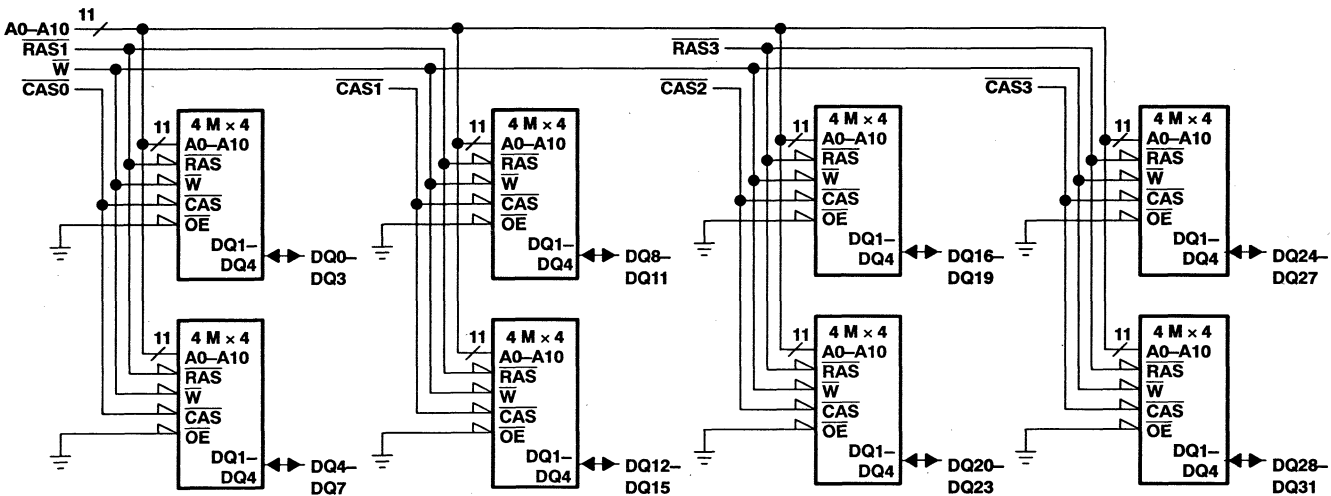 11
A0–A10
RAS1
W
CAS0
CAS1
RAS3
CAS2
CAS3
4 M × 4
11
A0–A10
RAS
W
CAS
OE
DQ1–
DQ4
DQ0–
DQ3
4 M × 4
11
A0–A10
RAS
W
CAS
OE
DQ1–
DQ4
DQ8–
DQ11
4 M × 4
11
A0–A10
RAS
W
CAS
OE
DQ1–
DQ4
DQ16–
DQ19
4 M × 4
11
A0–A10
RAS
W
CAS
OE
DQ1–
DQ4
DQ24–
DQ27
4 M × 4
11
A0–A10
RAS
W
CAS
OE
DQ1–
DQ4
DQ4–
DQ7
4 M × 4
11
A0–A10
RAS
W
CAS
OE
DQ1–
DQ4
DQ12–
DQ15
4 M × 4
11
A0–A10
RAS
W
CAS
OE
DQ1–
DQ4
DQ20–
DQ23
4 M × 4
11
A0–A10
RAS
W
CAS
OE
DQ1–
DQ4
DQ28–
DQ31